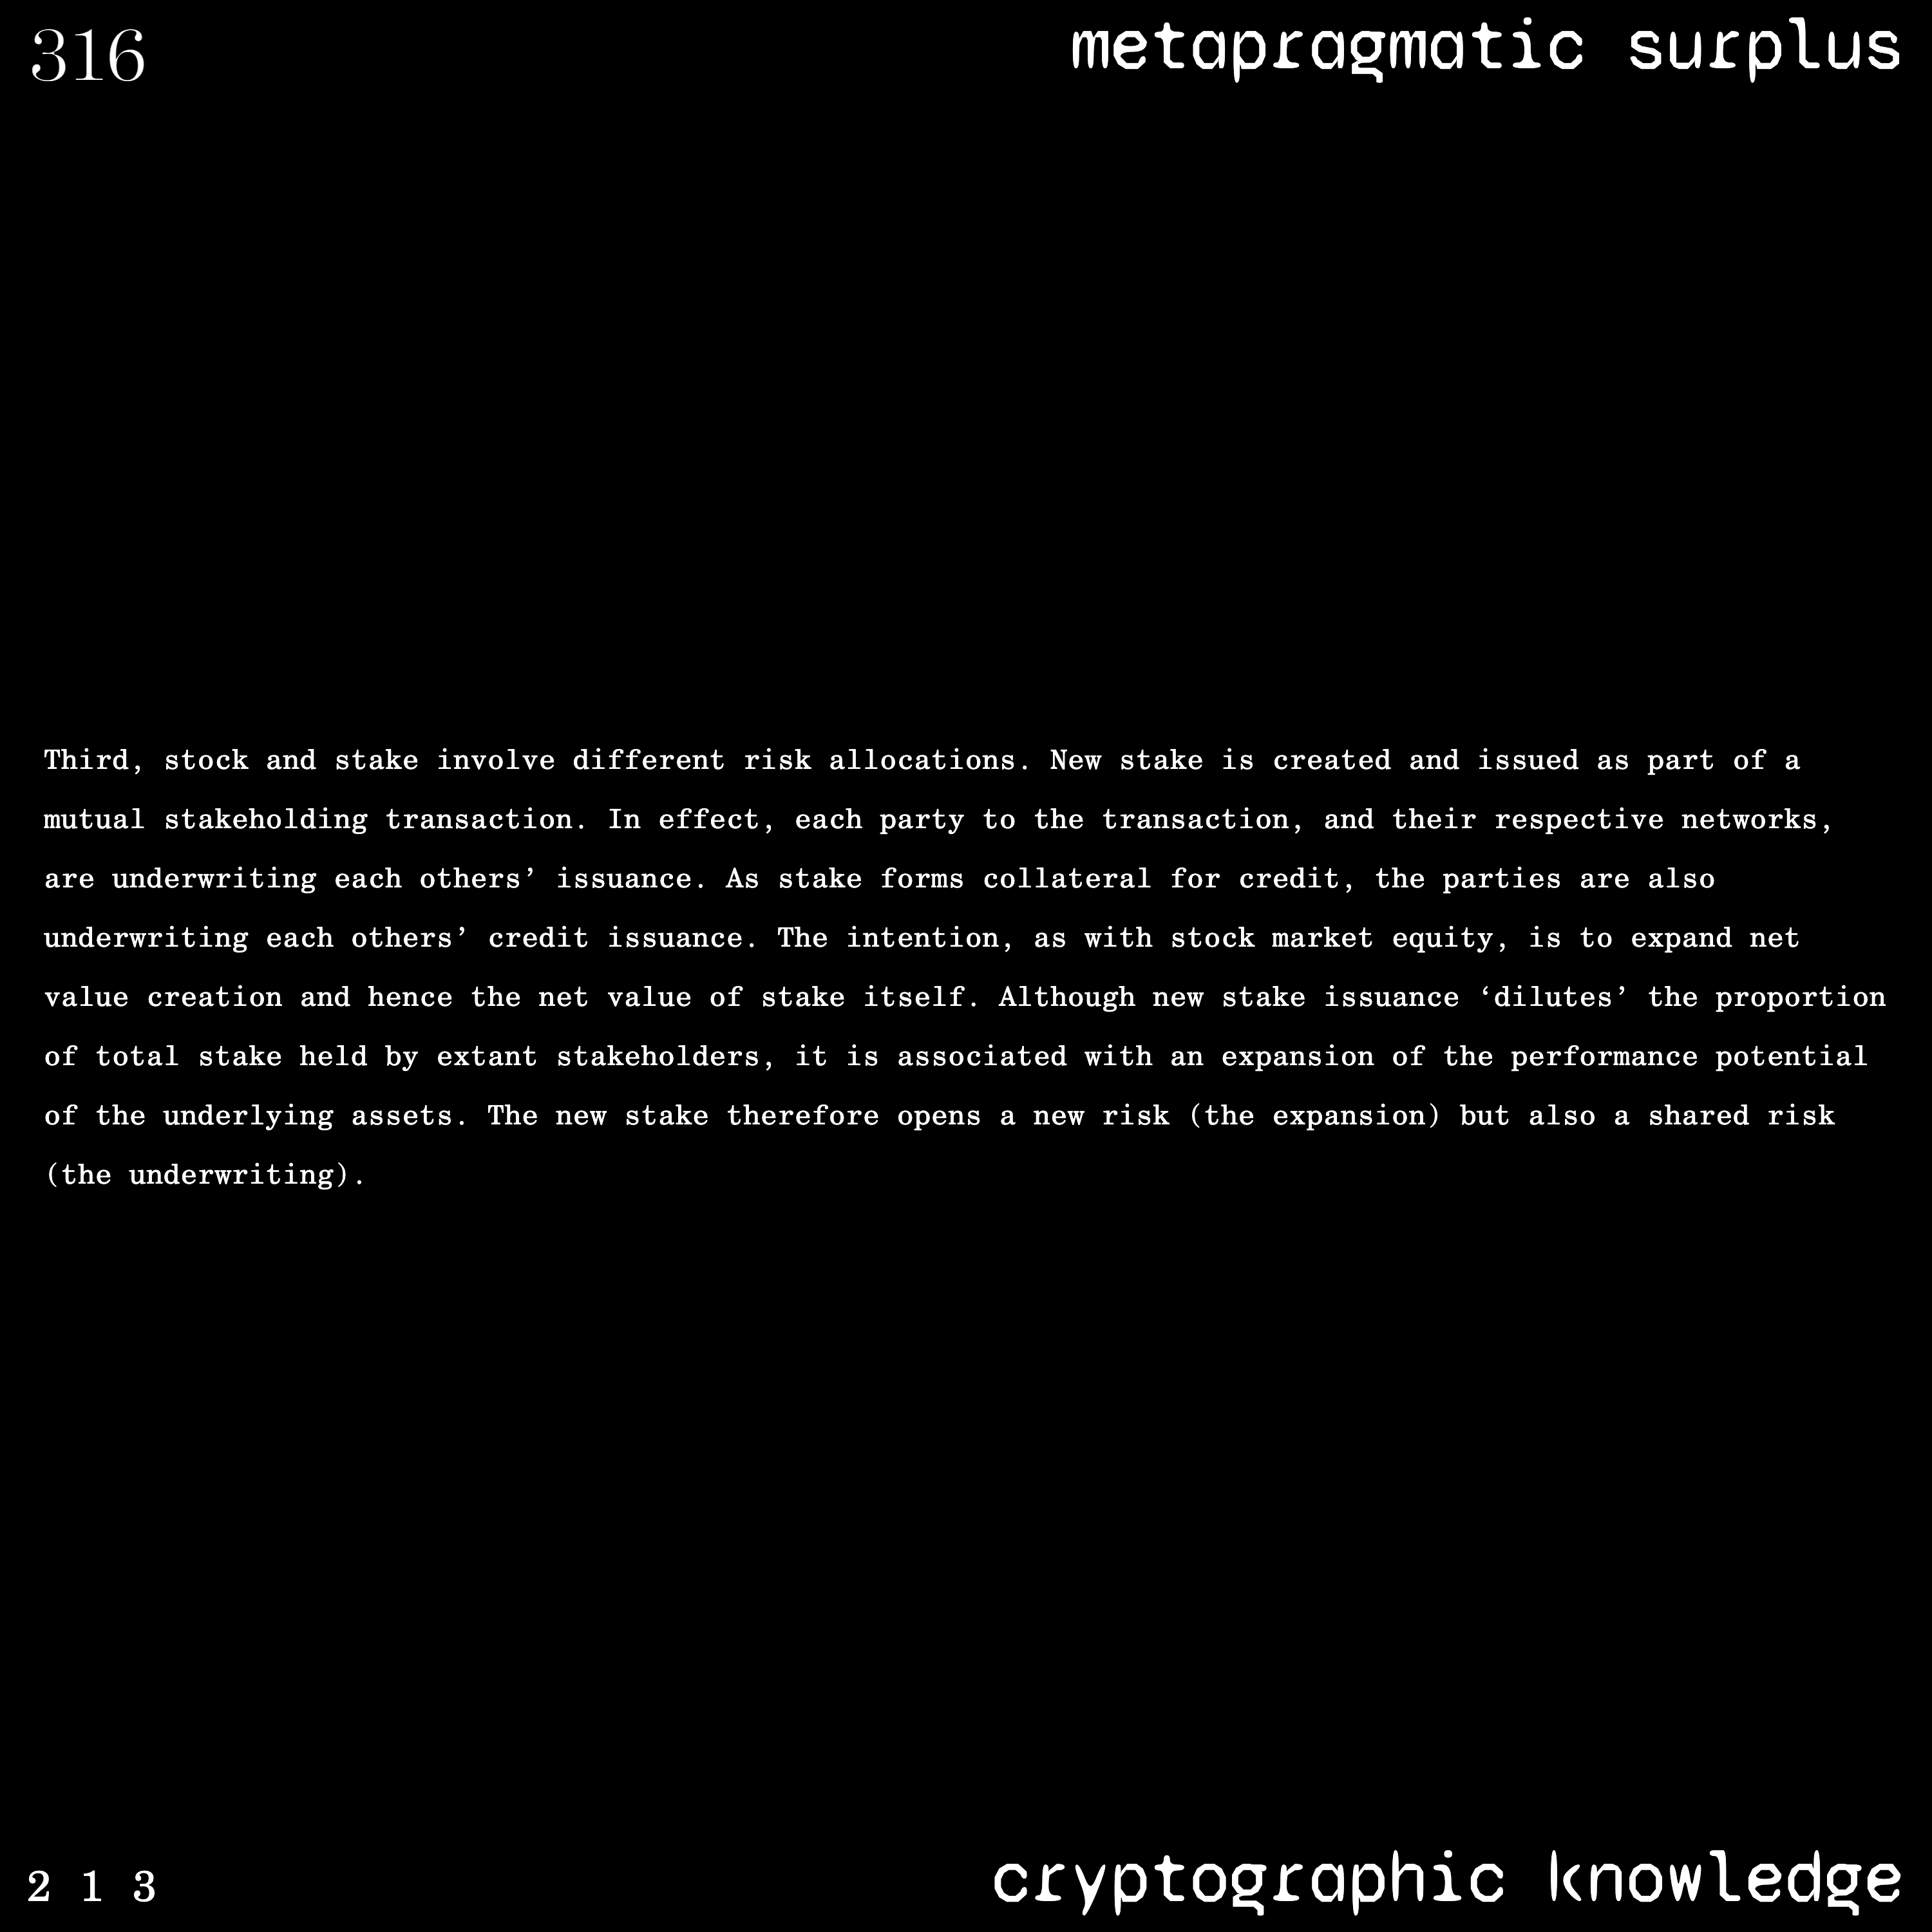 316
metapragmatic surplus
Third, stock and stake involve different risk allocations. New stake is created and issued as part of a
mutual stakeholding transaction. In effect, each party to the transaction, and their respective networks,
are underwriting each others’ issuance. As stake forms collateral for credit, the parties are also
underwriting each others’ credit issuance. The intention, as with stock market equity, is to expand net
value creation and hence the net value of stake itself. Although new stake issuance ‘dilutes’ the proportion
of total stake held by extant stakeholders, it is associated with an expansion of the performance potential
of the underlying assets. The new stake therefore opens a new risk (the expansion) but also a shared risk
(the underwriting).
2 1 3
cryptographic knowledge